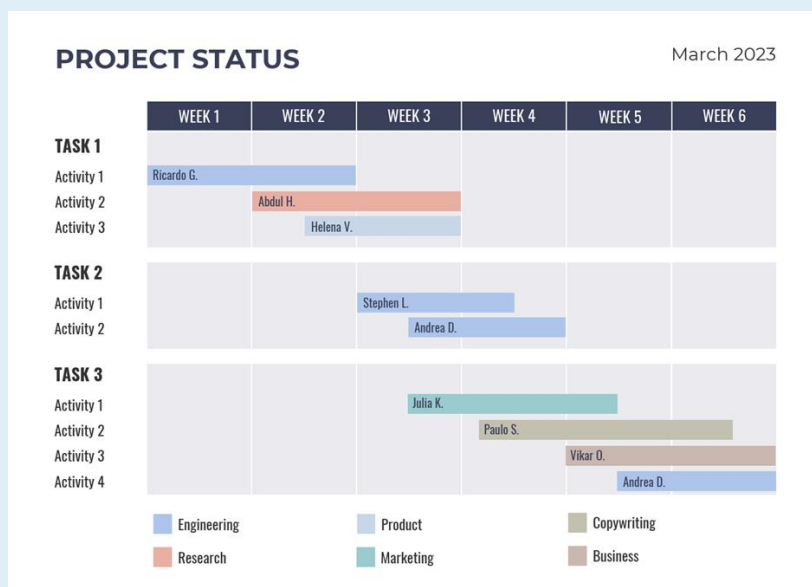 PROJECT STATUS
March 2023
WEEK 1 WEEK 2 WEEK 3 WEEK 4 WEEK 5 WEEK 6
TASK 1
Activity 1 Ricardo G.
Activity 2 Abdul H.
Activity 3 Helena V.
TASK 2
Activity 1 Stephen L.
Activity 2 Andrea D.
TASK 3
Activity 1 Julia K.
Activity 2 Paulo S.
Activity 3 Vikar O.
Activity 4 Andrea D.
Engineering Product Copywriting
Research Marketing Business